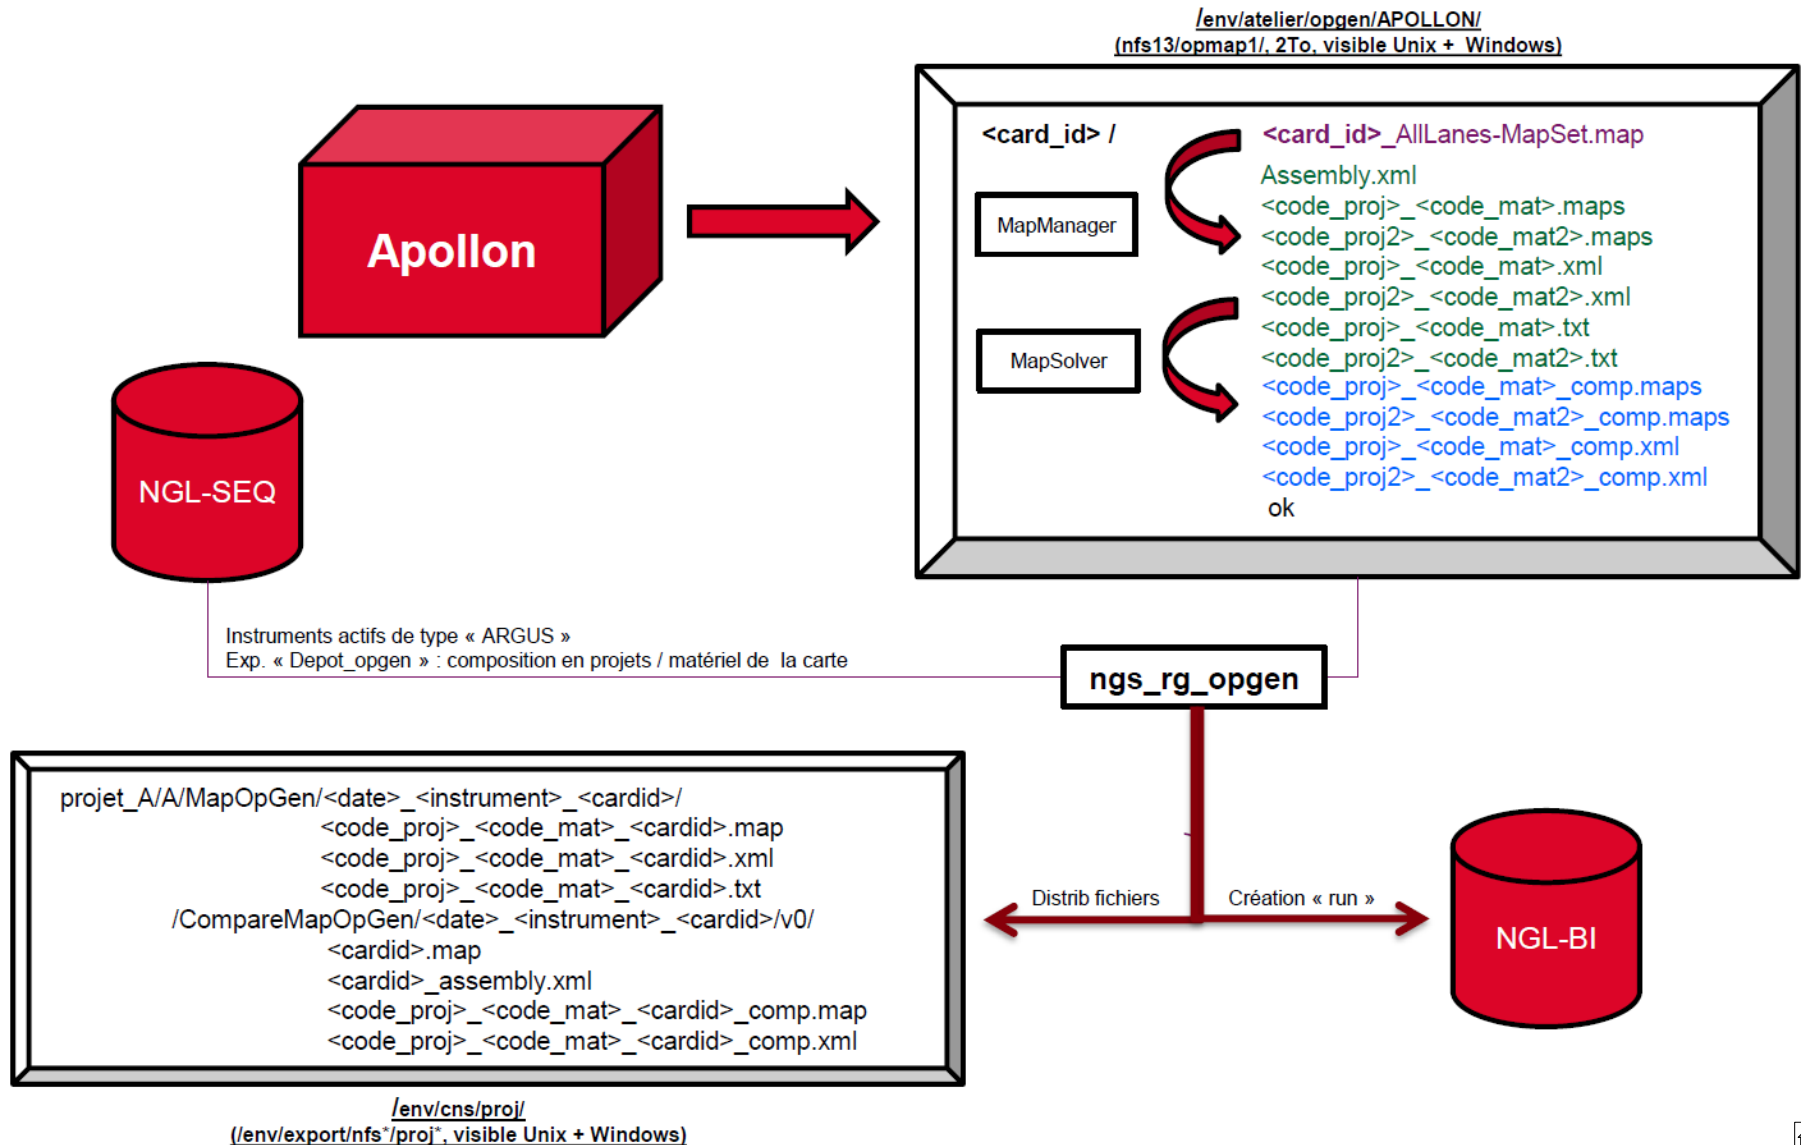 /env/atelier/opgen/APOLLON/
(nfs13/opmap1/, 2To, visible Unix + Windows)
Apollon
<card_id> /
<card_id>_AllLanes-MapSet.map
MapManager
Assembly.xml
<code_proj>_<code_mat>.maps
<code_proj2>_<code_mat2>.maps
<code_proj>_<code_mat>.xml
<code_proj2>_<code_mat2>.xml
MapSolver
<code_proj>_<code_mat>.txt
<code_proj2>_<code_mat2>.txt
<code_proj>_<code_mat>_comp.maps
<code_proj2>_<code_mat2>_comp.maps
<code_proj>_<code_mat>_comp.xml
<code_proj2>_<code_mat2>_comp.xml
ok
NGL-SEQ
Instruments actifs de type « ARGUS »
Exp. « Depot_opgen » : composition en projets / matériel de la carte
ngs_rg_opgen
projet_A/A/MapOpGen/<date>_<instrument>_<cardid>/
<code_proj>_<code_mat>_<cardid>.map
<code_proj>_<code_mat>_<cardid>.xml
<code_proj>_<code_mat>_<cardid>.txt
/CompareMapOpGen/<date>_<instrument>_<cardid>/v0/
<cardid>.map
<cardid>_assembly.xml
<code_proj>_<code_mat>_<cardid>_comp.map
<code_proj>_<code_mat>_<cardid>_comp.xml
Distrib fichiers
Création « run »
NGL-BI
/env/cns/proj/
(/env/export/nfs*/proj*, visible Unix + Windows)